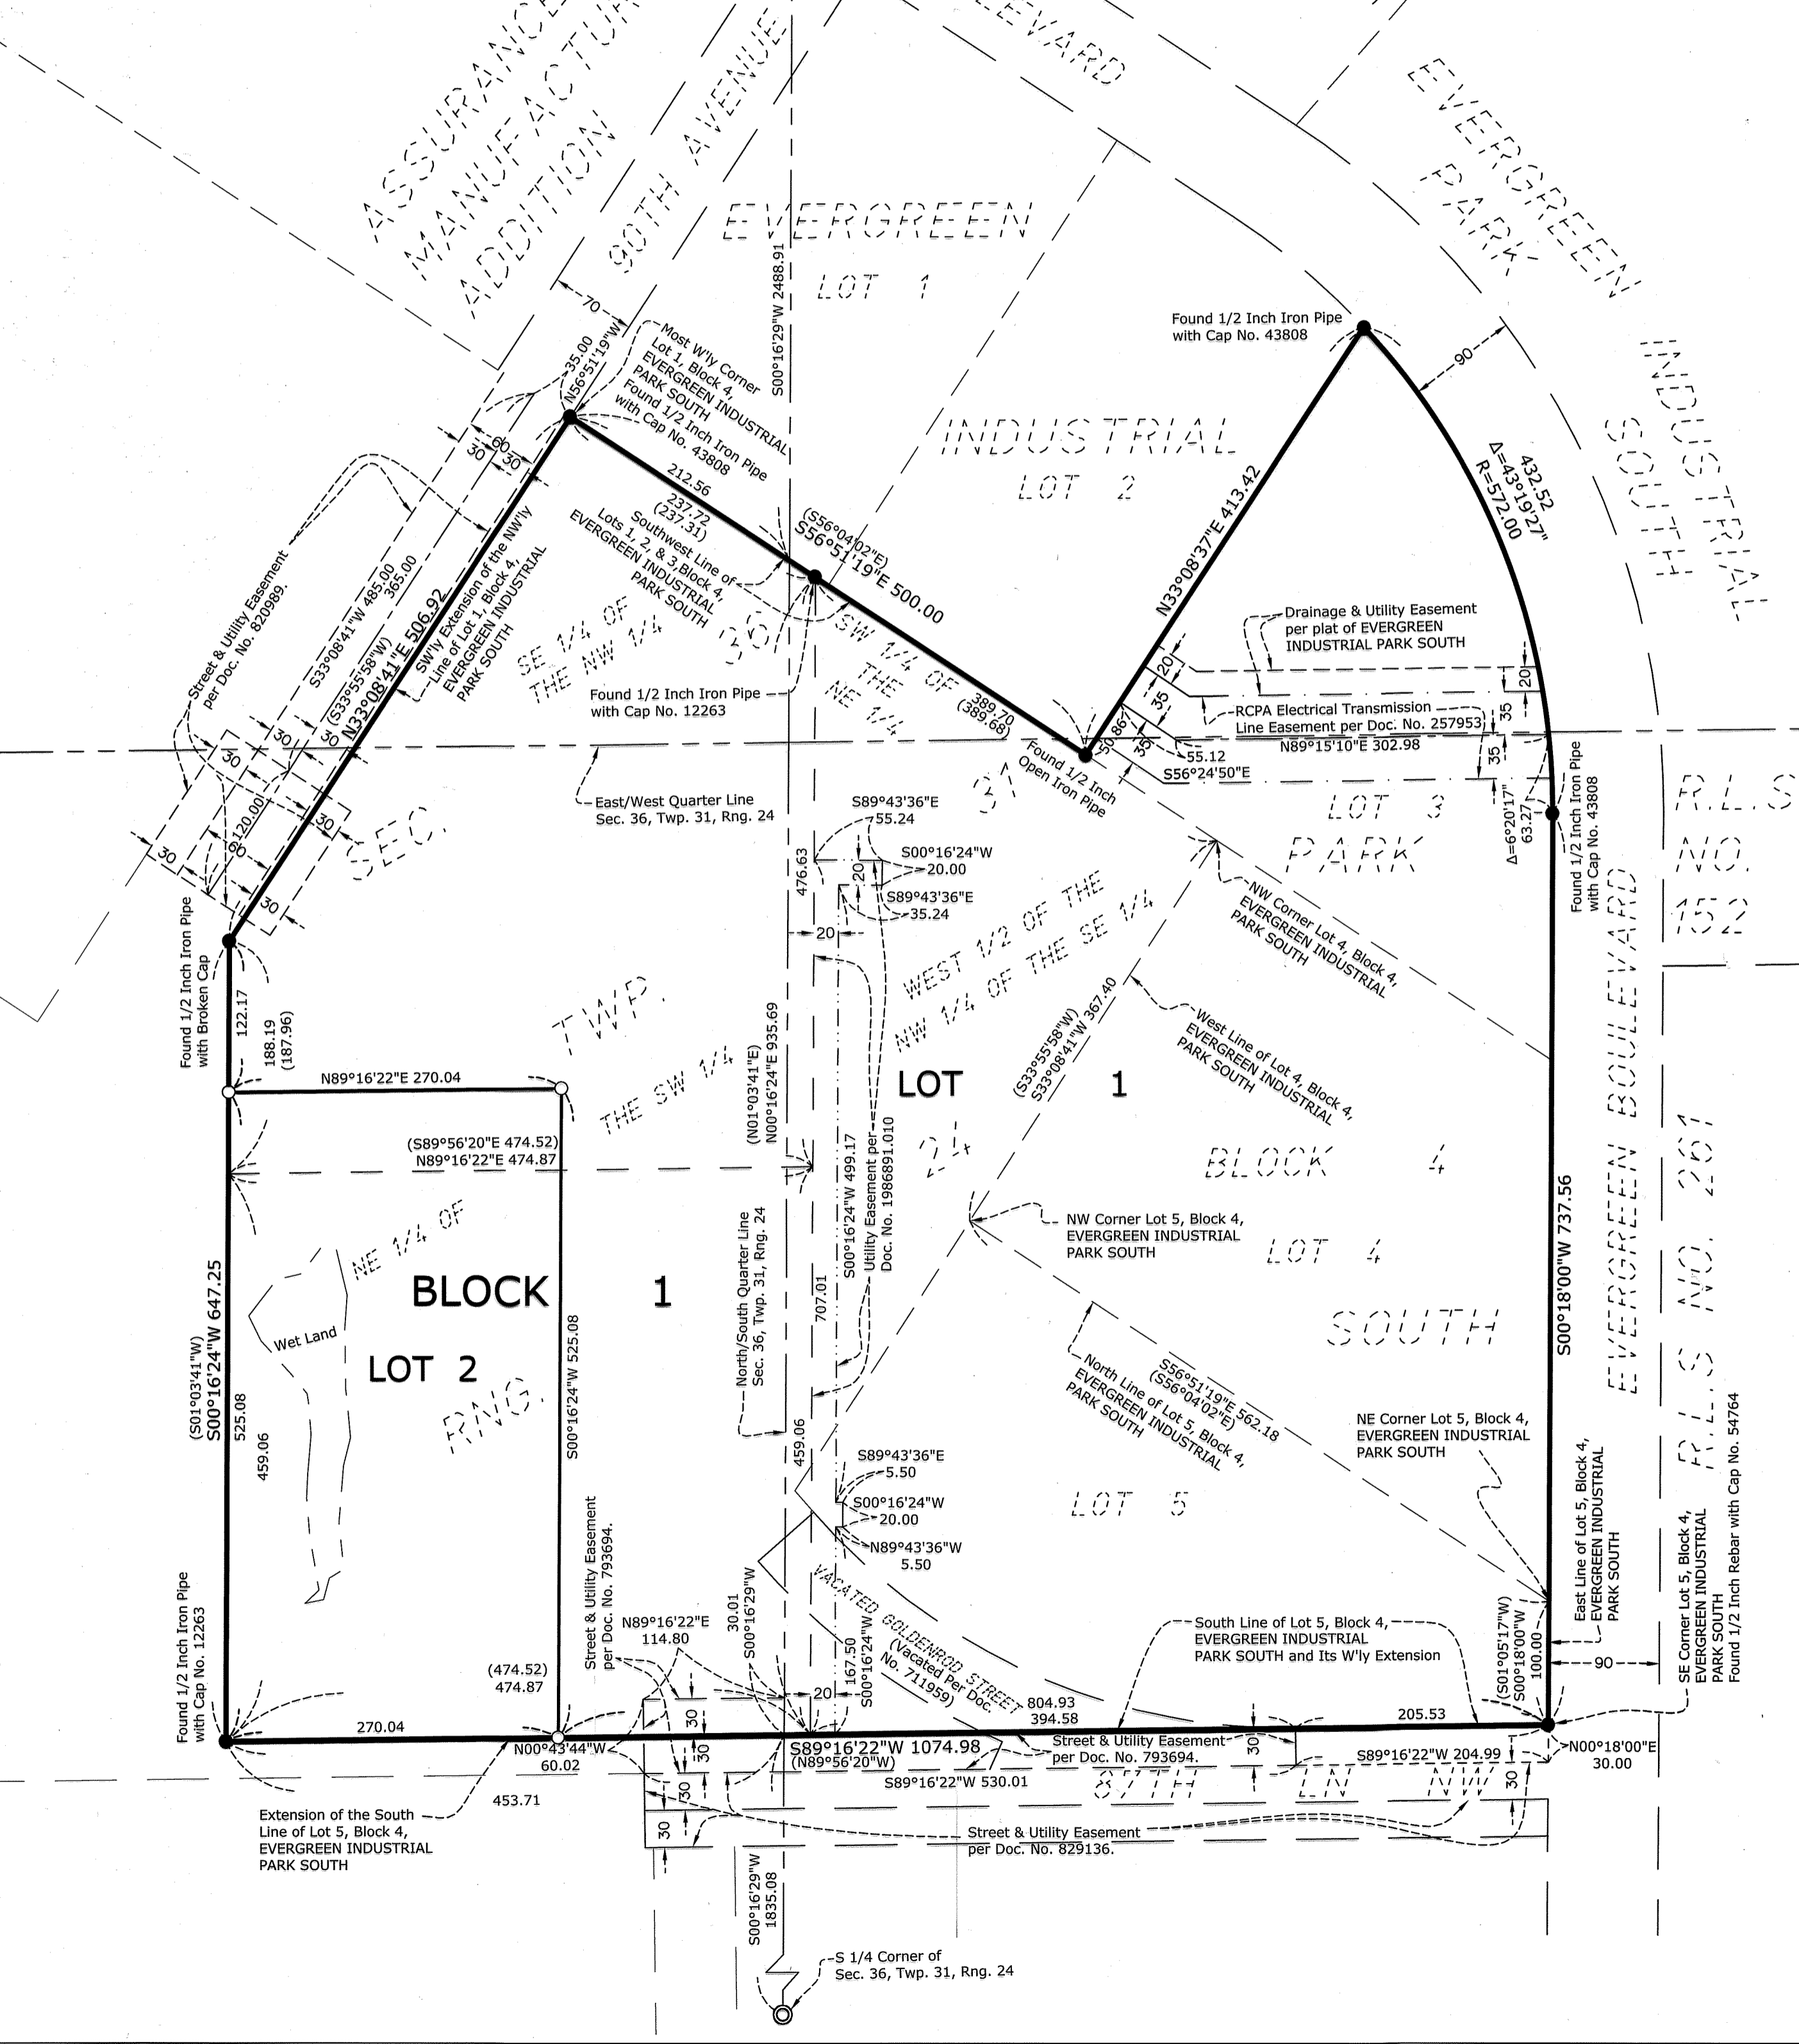 ASSURANCE
MANUFACTUR
ADDITION
90TH AVENUE
LEVARD
EVERGREEN
PARK
INDUSTRIAL
SOUTH
EVERGREEN
LOT 1
S00°16'29"W 2488.91
70
35.00
N56°51'19"W
Most W'ly Corner
Lot 1, Block 4,
EVERGREEN INDUSTRIAL
PARK SOUTH
Found 1/2 Inch Iron Pipe
with Cap No. 43808
Found 1/2 Inch Iron Pipe
with Cap No. 43808
90
432.52
Δ=43°19'27"
R=572.00
INDUSTRIAL
LOT 2
60
30
30
212.56
237.72
(237.31)
Southwest Line of
Lots 1, 2, & 3, Block 4,
EVERGREEN INDUSTRIAL
PARK SOUTH
(S56°04'02"E)
S56°51'19"E 500.00
N33°08'37"E 413.42
Street & Utility Easement
per Doc. No. 820989.
S33°08'41"W 485.00
365.00
(S33°55'58"W)
N33°08'41"E 506.92
SW'ly Extension of the NW'ly
Line of Lot 1, Block 4,
EVERGREEN INDUSTRIAL
PARK SOUTH
SE 1/4 OF
THE NW 1/4
36
SW 1/4 OF
THE
NE 1/4
Found 1/2 Inch Iron Pipe
with Cap No. 12263
389.70
(389.68)
Drainage & Utility Easement
per plat of EVERGREEN
INDUSTRIAL PARK SOUTH
20
35
20
35
RCPA Electrical Transmission
Line Easement per Doc. No. 257953
N89°15'10"E 302.98
50.86
35
55.12
S56°24'50"E
35
Found 1/2 Inch
Open Iron Pipe
30
30
30
120.00
60
30
30
30
East/West Quarter Line
Sec. 36, Twp. 31, Rng. 24
SEC.
31
LOT 3
PARK
Δ=6°20'17"
63.27
Found 1/2 Inch Iron Pipe
with Cap No. 43808
R.L.S
NO.
152
S89°43'36"E
55.24
S00°16'24"W
20.00
S89°43'36"E
35.24
20
20
476.63
NW Corner Lot 4, Block 4,
EVERGREEN INDUSTRIAL
PARK SOUTH
WEST 1/2 OF THE
NW 1/4 OF THE SE 1/4
Found 1/2 Inch Iron Pipe
with Broken Cap
122.17
188.19
(187.96)
TWP.
THE SW 1/4
(N01°03'41"E)
N00°16'24"E 935.69
(S33°55'58"W)
S33°08'41"W 367.40
West Line of Lot 4, Block 4,
EVERGREEN INDUSTRIAL
PARK SOUTH
N89°16'22"E 270.04
LOT 1
(S89°56'20"E 474.52)
N89°16'22"E 474.87
S00°16'24"W 499.17
Utility Easement per
Doc. No. 1986891.010
24
BLOCK 4
EVERGREEN BOULEVARD
R.L.S NO. 261
S00°18'00"W 737.56
NE 1/4 OF
North/South Quarter Line
Sec. 36, Twp. 31, Rng. 24
NW Corner Lot 5, Block 4,
EVERGREEN INDUSTRIAL
PARK SOUTH
LOT 4
BLOCK 1
707.01
Wet Land
(S01°03'41"W)
S00°16'24"W 647.25
525.08
459.06
LOT 2
S00°16'24"W 525.08
SOUTH
S56°51'19"E 562.18
(S56°04'02"E)
North Line of Lot 5, Block 4,
EVERGREEN INDUSTRIAL
PARK SOUTH
RNG.
459.06
NE Corner Lot 5, Block 4,
EVERGREEN INDUSTRIAL
PARK SOUTH
S89°43'36"E
5.50
S00°16'24"W
20.00
N89°43'36"W
5.50
LOT 5
East Line of Lot 5, Block 4,
EVERGREEN INDUSTRIAL
PARK SOUTH
SE Corner Lot 5, Block 4,
EVERGREEN INDUSTRIAL
PARK SOUTH
Found 1/2 Inch Rebar with Cap No. 54764
Street & Utility Easement
per Doc. No. 793694.
VACATED GOLDENROD STREET
(Vacated Per Doc.
No. 711959)
Found 1/2 Inch Iron Pipe
with Cap No. 12263
N89°16'22"E
114.80
30.01
S00°16'29"W
167.50
S00°16'24"W
South Line of Lot 5, Block 4,
EVERGREEN INDUSTRIAL
PARK SOUTH and Its W'ly Extension
(S01°05'17"W)
S00°18'00"W
100.00
90
(474.52)
474.87
20
804.93
394.58
205.53
270.04
30
30
N00°43'44"W
60.02
S89°16'22"W 1074.98
(N89°56'20"W)
Street & Utility Easement
per Doc. No. 793694.
30
S89°16'22"W 204.99
N00°18'00"E
30.00
S89°16'22"W 530.01
87TH LN NW
30
30
453.71
Extension of the South
Line of Lot 5, Block 4,
EVERGREEN INDUSTRIAL
PARK SOUTH
30
Street & Utility Easement
per Doc. No. 829136.
S00°16'29"W
1835.08
S 1/4 Corner of
Sec. 36, Twp. 31, Rng. 24